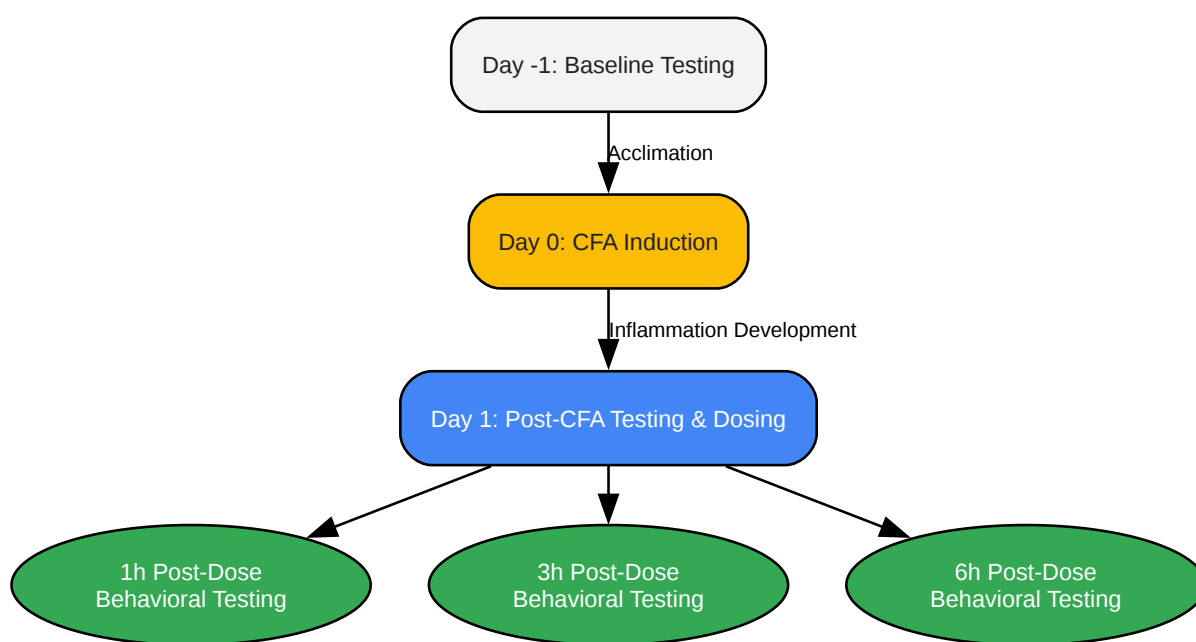 Day -1: Baseline Testing
Acclimation
Day 0: CFA Induction
Inflammation Development
Day 1: Post-CFA Testing & Dosing
1h Post-Dose
Behavioral Testing
3h Post-Dose
Behavioral Testing
6h Post-Dose
Behavioral Testing